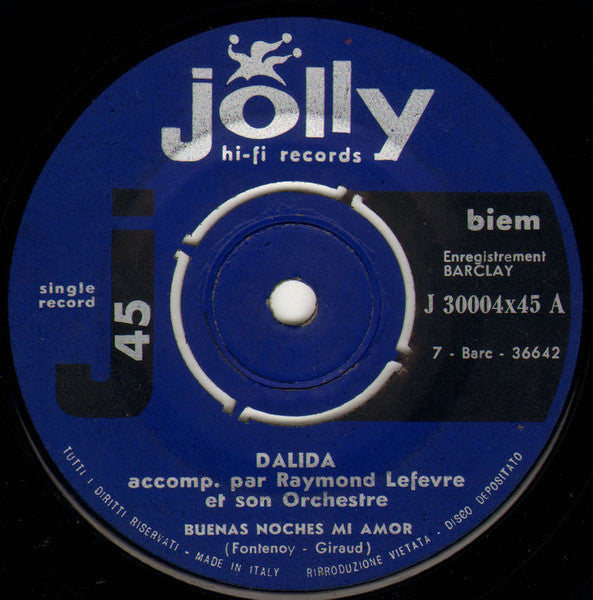 jolly
hi-fi records
biem
Enregistrement
BARCLAY
single
record
J 30004x45 A
J 45
7 - Barc - 36642
DALIDA
accomp. par Raymond Lefevre
et son Orchestre
BUENAS NOCHES MI AMOR
(Fontenoy - Giraud)
TUTTI I DIRITTI RISERVATI - MADE IN ITALY - RIPRODUZIONE VIETATA - DISCO DEPOSITATO